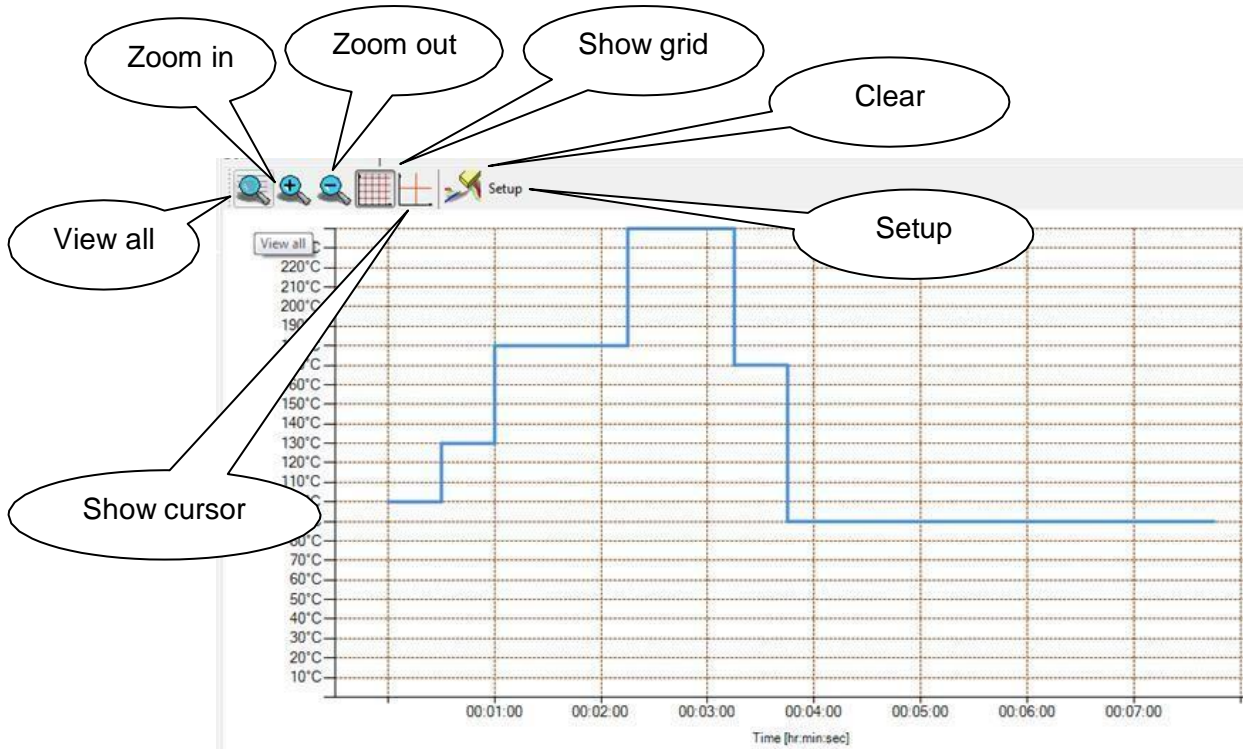 Zoom in
Zoom out
Show grid
Clear
View all
Setup
Setup
Show cursor
View all
220°C
210°C
200°C
150°C
140°C
130°C
120°C
110°C
70°C
60°C
50°C
40°C
30°C
20°C
10°C
00:01:00 00:02:00 00:03:00 00:04:00 00:05:00 00:06:00 00:07:00
Time [hr:min:sec]